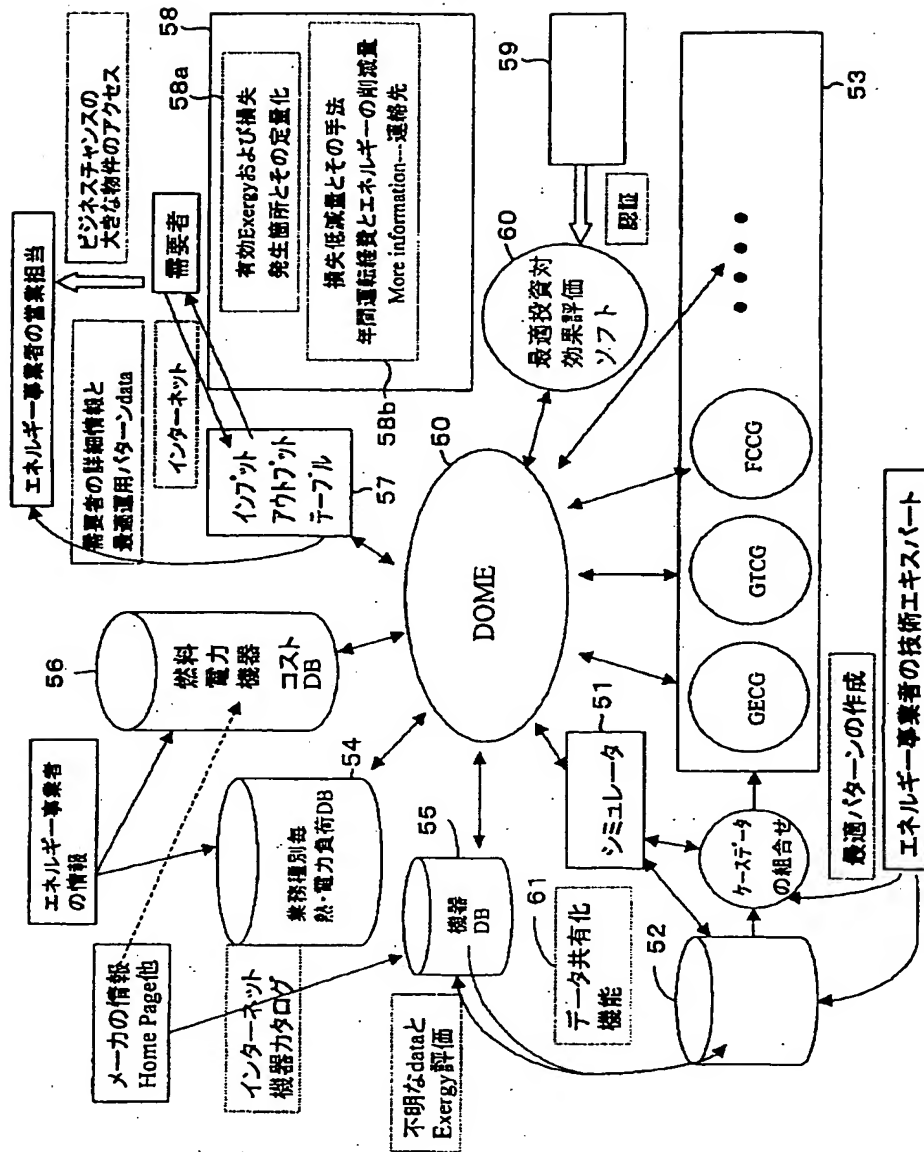 エネルギー事業者の営業担当
ビジネスチャンスの
大きな物件のアクセス
需要者の詳細情報と
最適運用パターンdata
インターネット
需要者
58
58a
有効Exergyおよび損失
発生箇所とその定量化
損失低減量とその手法
年間運転経費とエネルギーの削減量
More information---連絡先
58b
インプット
アウトプット
テーブル
57
59
認証
60
最適投資対
効果評価
ソフト
50
DOME
56
燃料
電力
機器
コスト
DB
エネルギー事業者
の情報
メーカの情報
Home Page他
54
業務種別毎
熱・電力負荷DB
インターネット
機器カタログ
55
機器
DB
不明なdataと
Exergy評価
51
シミュレータ
61
データ共有化
機能
52
ケースデータ
の組合せ
53
GECG
GTCG
FCCG
• • • •
最適パターンの作成
エネルギー事業者の技術エキスパート